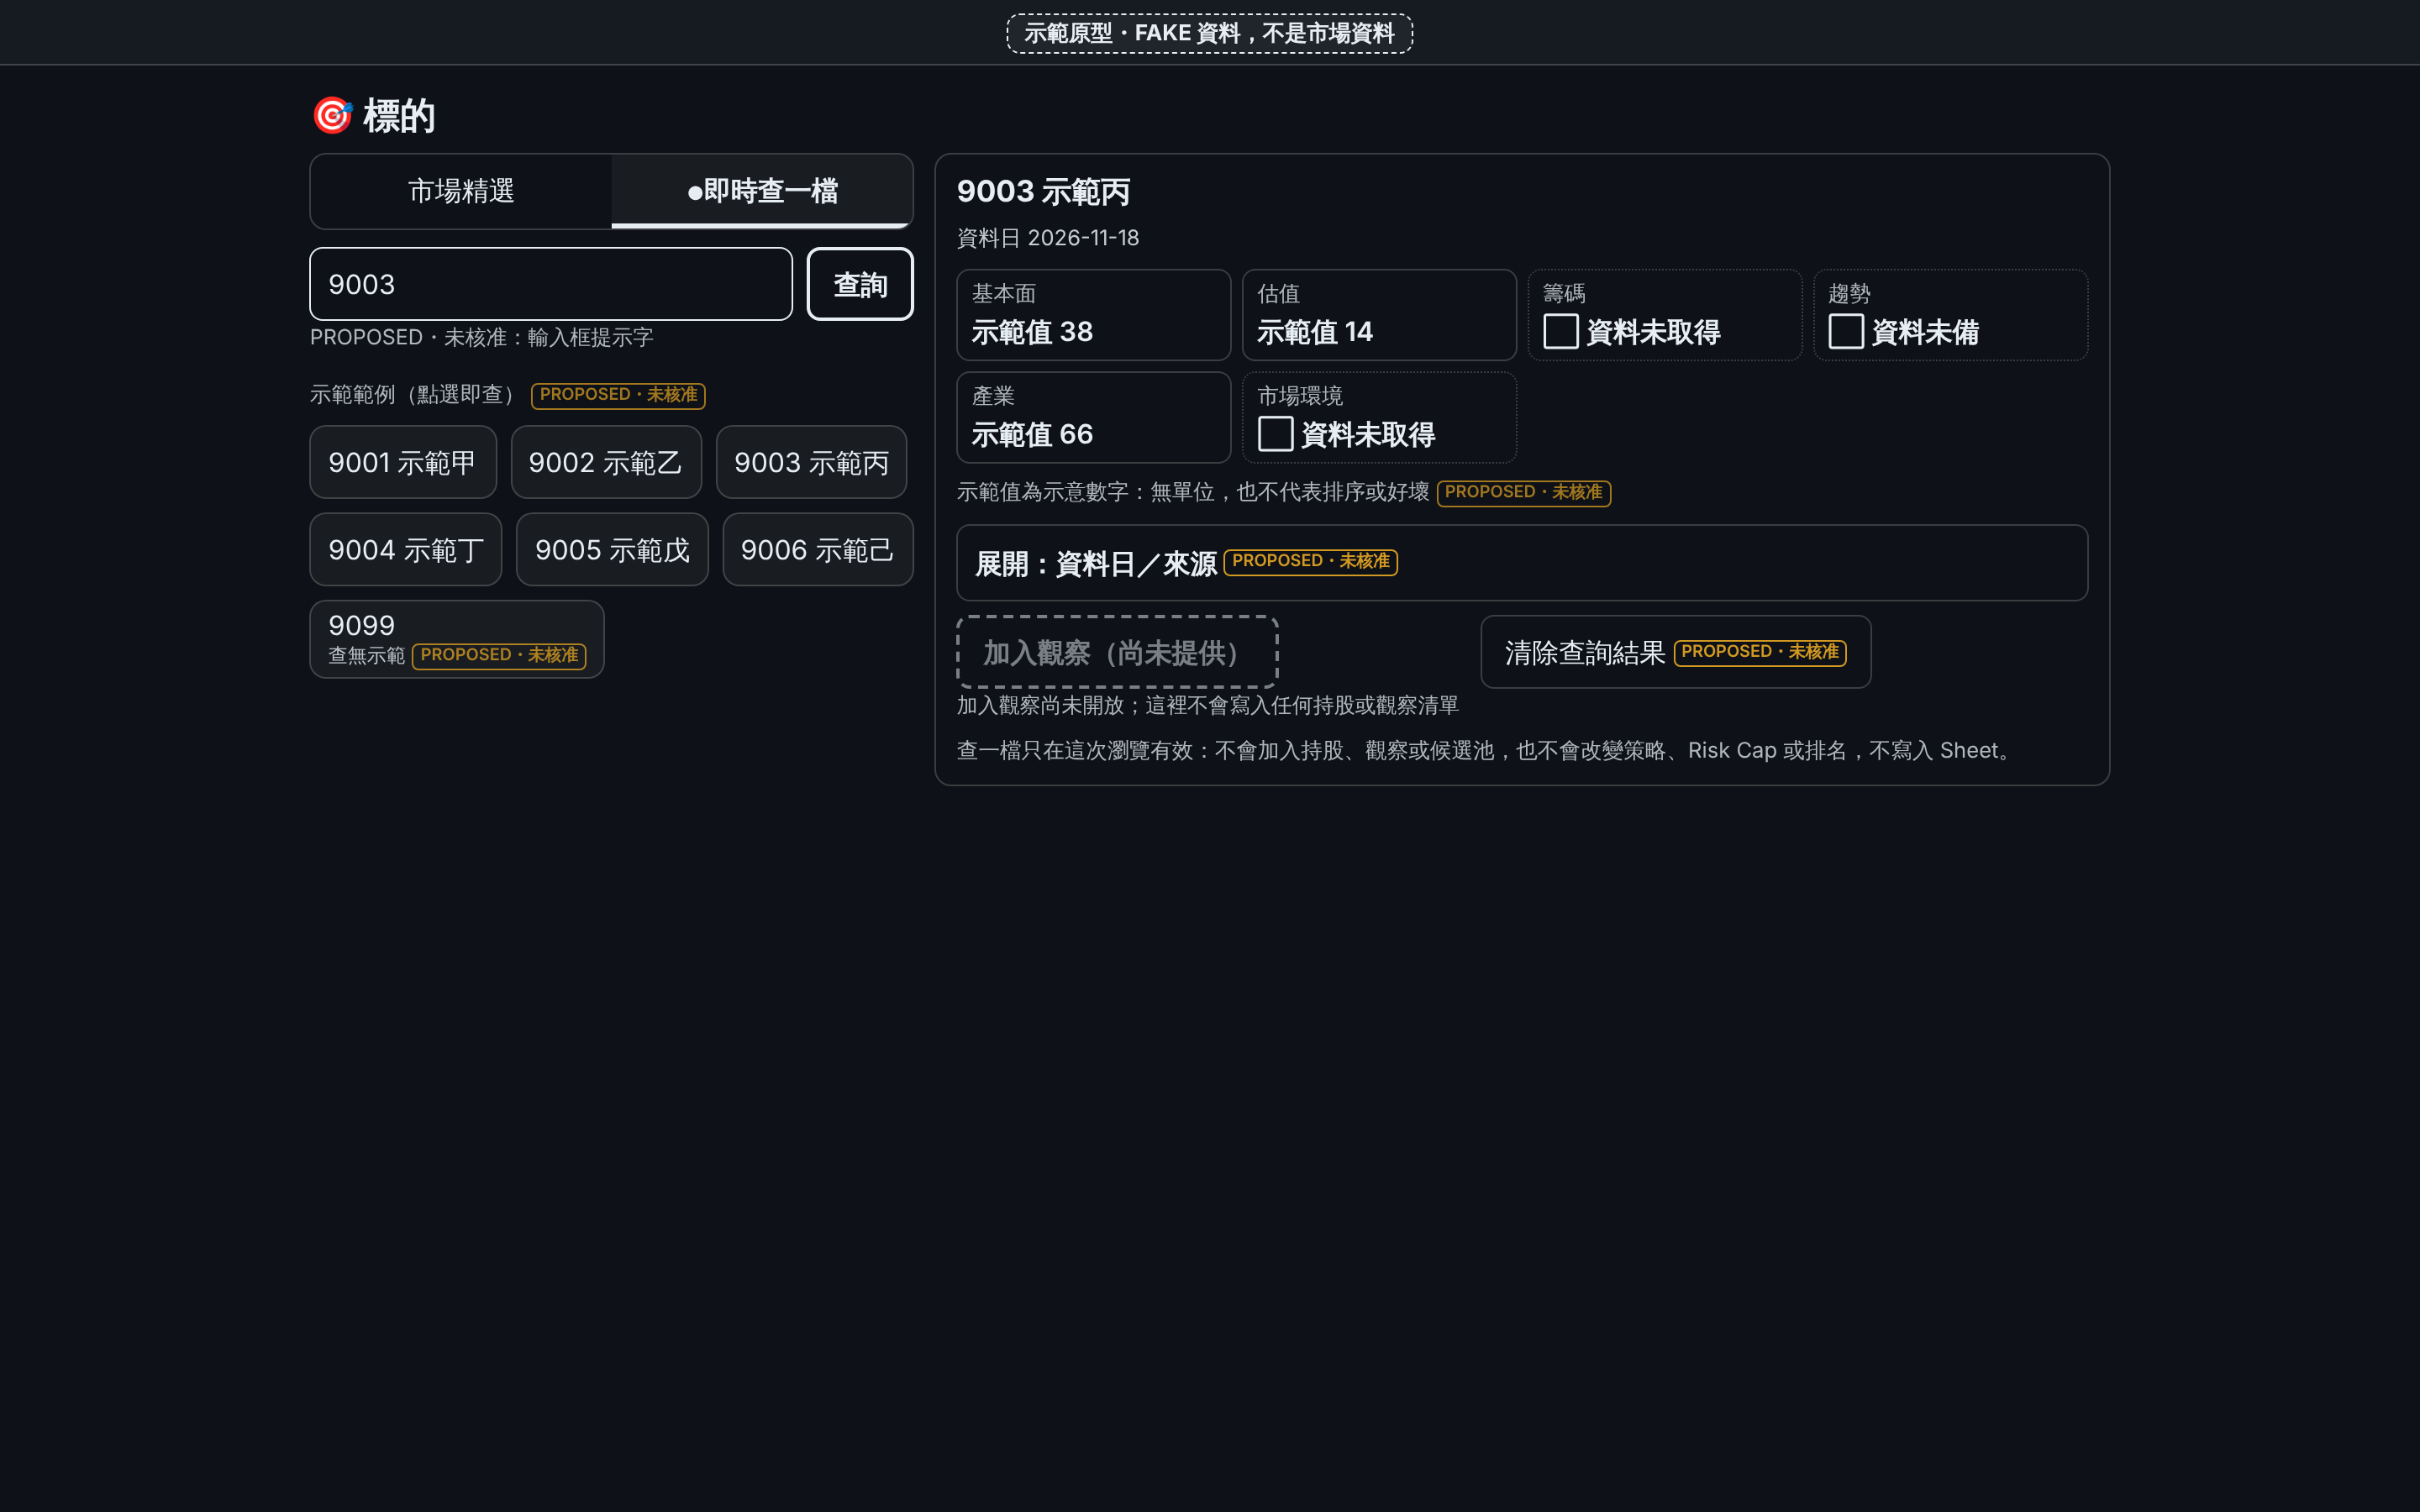 示範原型・FAKE 資料，不是市場資料
🎯 標的
市場精選
●即時查一檔
9003
查詢
PROPOSED・未核准：輸入框提示字
示範範例（點選即查） PROPOSED・未核准
9001 示範甲
9002 示範乙
9003 示範丙
9004 示範丁
9005 示範戊
9006 示範己
9099
查無示範 PROPOSED・未核准
9003 示範丙
資料日 2026-11-18
基本面
示範值 38
估值
示範值 14
籌碼
資料未取得
趨勢
資料未備
產業
示範值 66
市場環境
資料未取得
示範值為示意數字：無單位，也不代表排序或好壞 PROPOSED・未核准
展開：資料日／來源 PROPOSED・未核准
加入觀察（尚未提供）
清除查詢結果 PROPOSED・未核准
加入觀察尚未開放；這裡不會寫入任何持股或觀察清單
查一檔只在這次瀏覽有效：不會加入持股、觀察或候選池，也不會改變策略、Risk Cap 或排名，不寫入 Sheet。